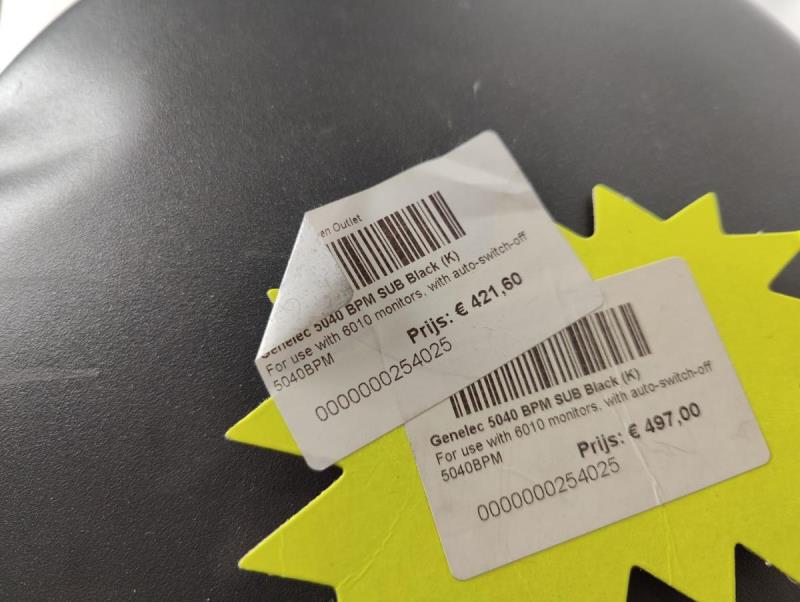 en Outlet
Genelec 5040 BPM SUB Black (K)
For use with 6010 monitors, with auto-switch-off
5040BPM
Prijs: € 421,60
0000000254025
Genelec 5040 BPM SUB Black (K)
For use with 6010 monitors, with auto-switch-off
5040BPM
Prijs: € 497,00
0000000254025